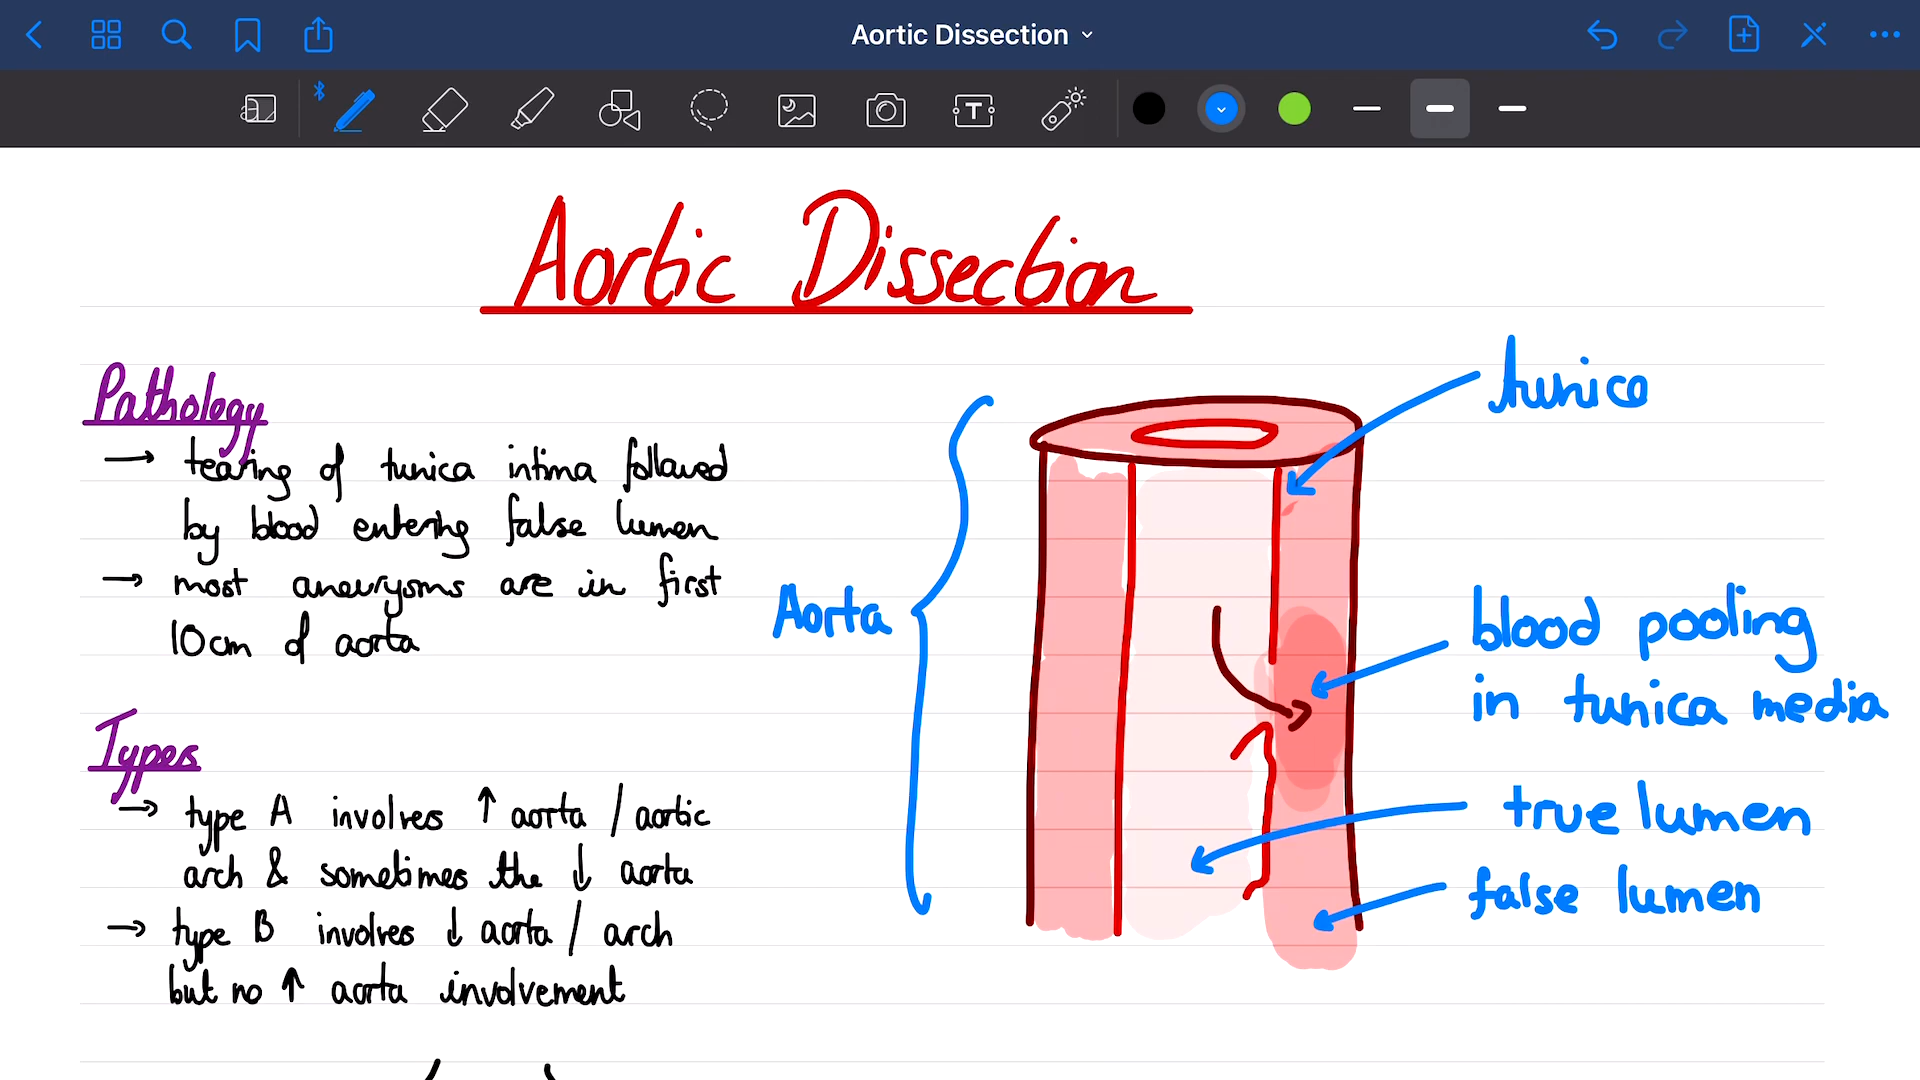 Aortic Dissection
T
Aortic Dissection
Pathology
→ tearing of tunica intima followed
by blood entering false lumen
→ most aneurysms are in first
10cm of aorta
Types
→ type A involves ↑ aorta / aortic
arch & sometimes the ↓ aorta
→ type B involves ↓ aorta / arch
but no ↑ aorta involvement
Aorta
tunica
blood pooling
in tunica media
true lumen
false lumen